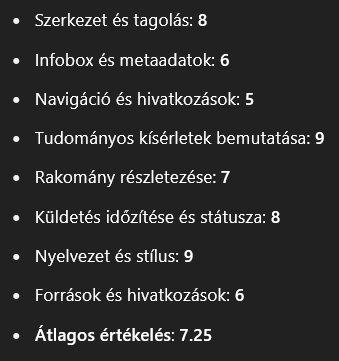 Szerkezet és tagolás: 8
Infobox és metaadatok: 6
Navigáció és hivatkozások: 5
Tudományos kísérletek bemutatása: 9
Rakomány részletezése: 7
Küldetés időzítése és státusza: 8
Nyelvezet és stílus: 9
Források és hivatkozások: 6
Átlagos értékelés: 7.25